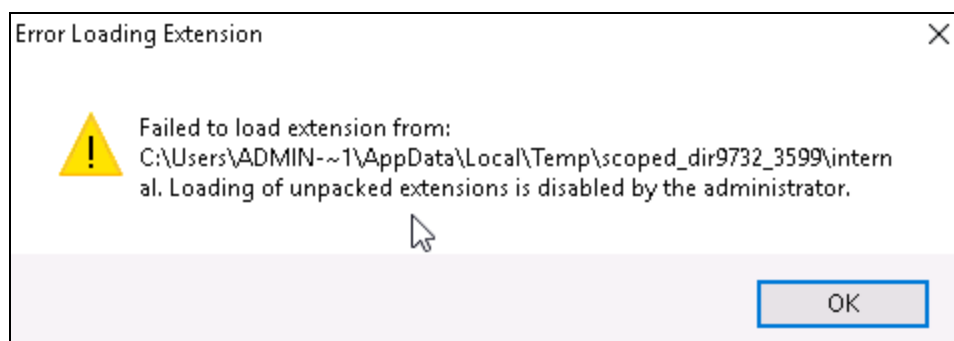 Error Loading Extension
Failed to load extension from:
C:\Users\ADMIN-~1\AppData\Local\Temp\scoped_dir9732_3599\intern
al. Loading of unpacked extensions is disabled by the administrator.
OK